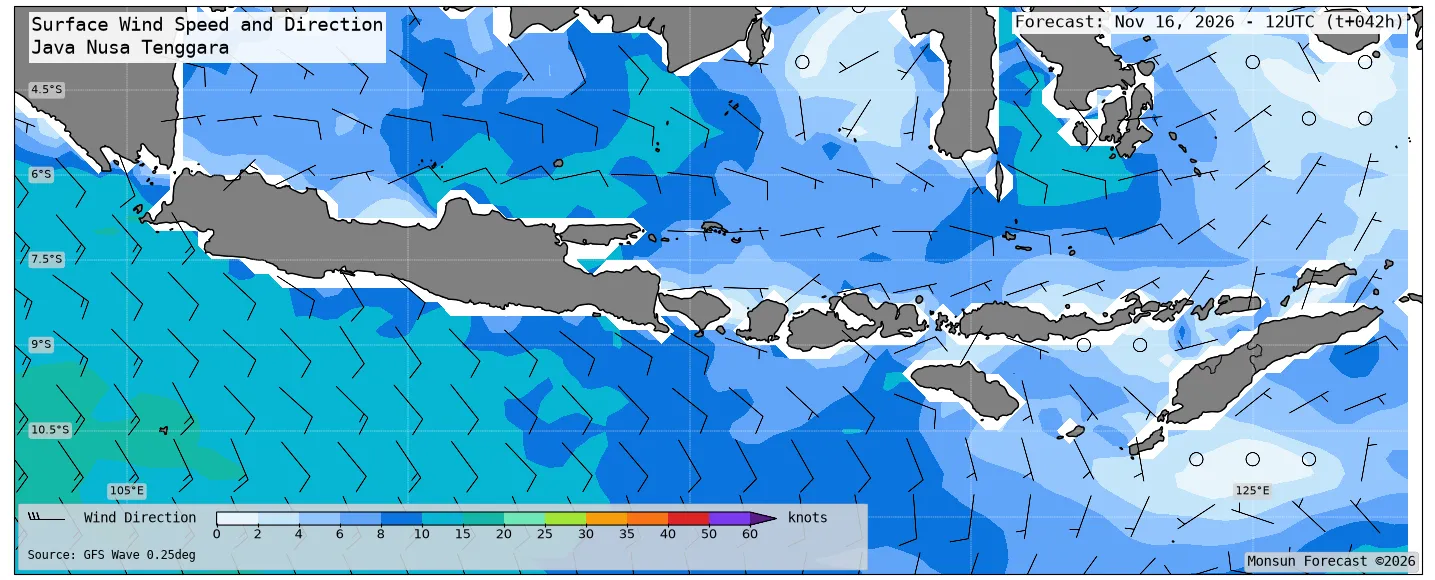 Surface Wind Speed and Direction
Java Nusa Tenggara
Forecast: Nov 16, 2026 - 12UTC (t+042h)
4.5°S
6°S
7.5°S
9°S
10.5°S
105°E
125°E
Wind Direction
0 2 4 6 8 10 15 20 25 30 35 40 50 60
knots
Source: GFS Wave 0.25deg
Monsun Forecast ©2026